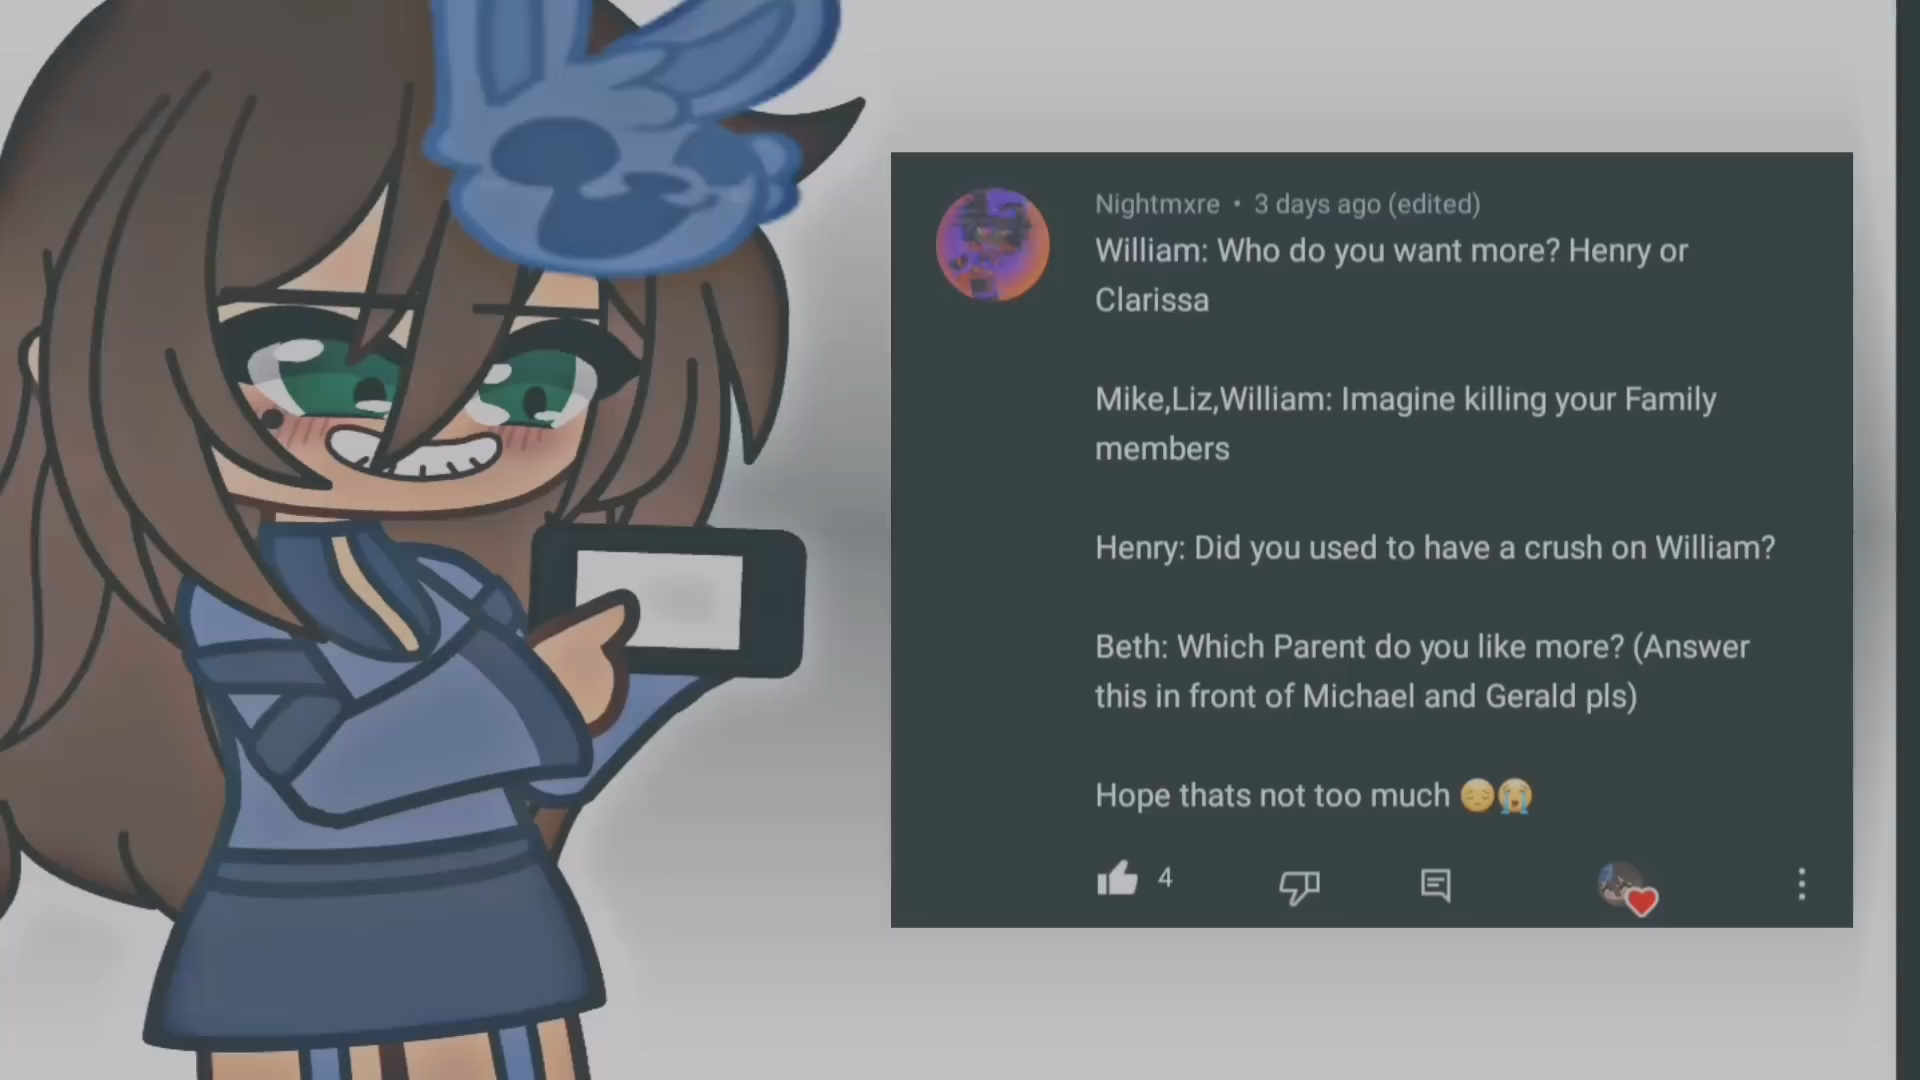 Nightmxre • 3 days ago (edited)
William: Who do you want more? Henry or
Clarissa
Mike,Liz,William: Imagine killing your Family
members
Henry: Did you used to have a crush on William?
Beth: Which Parent do you like more? (Answer
this in front of Michael and Gerald pls)
Hope thats not too much 😔😭
4